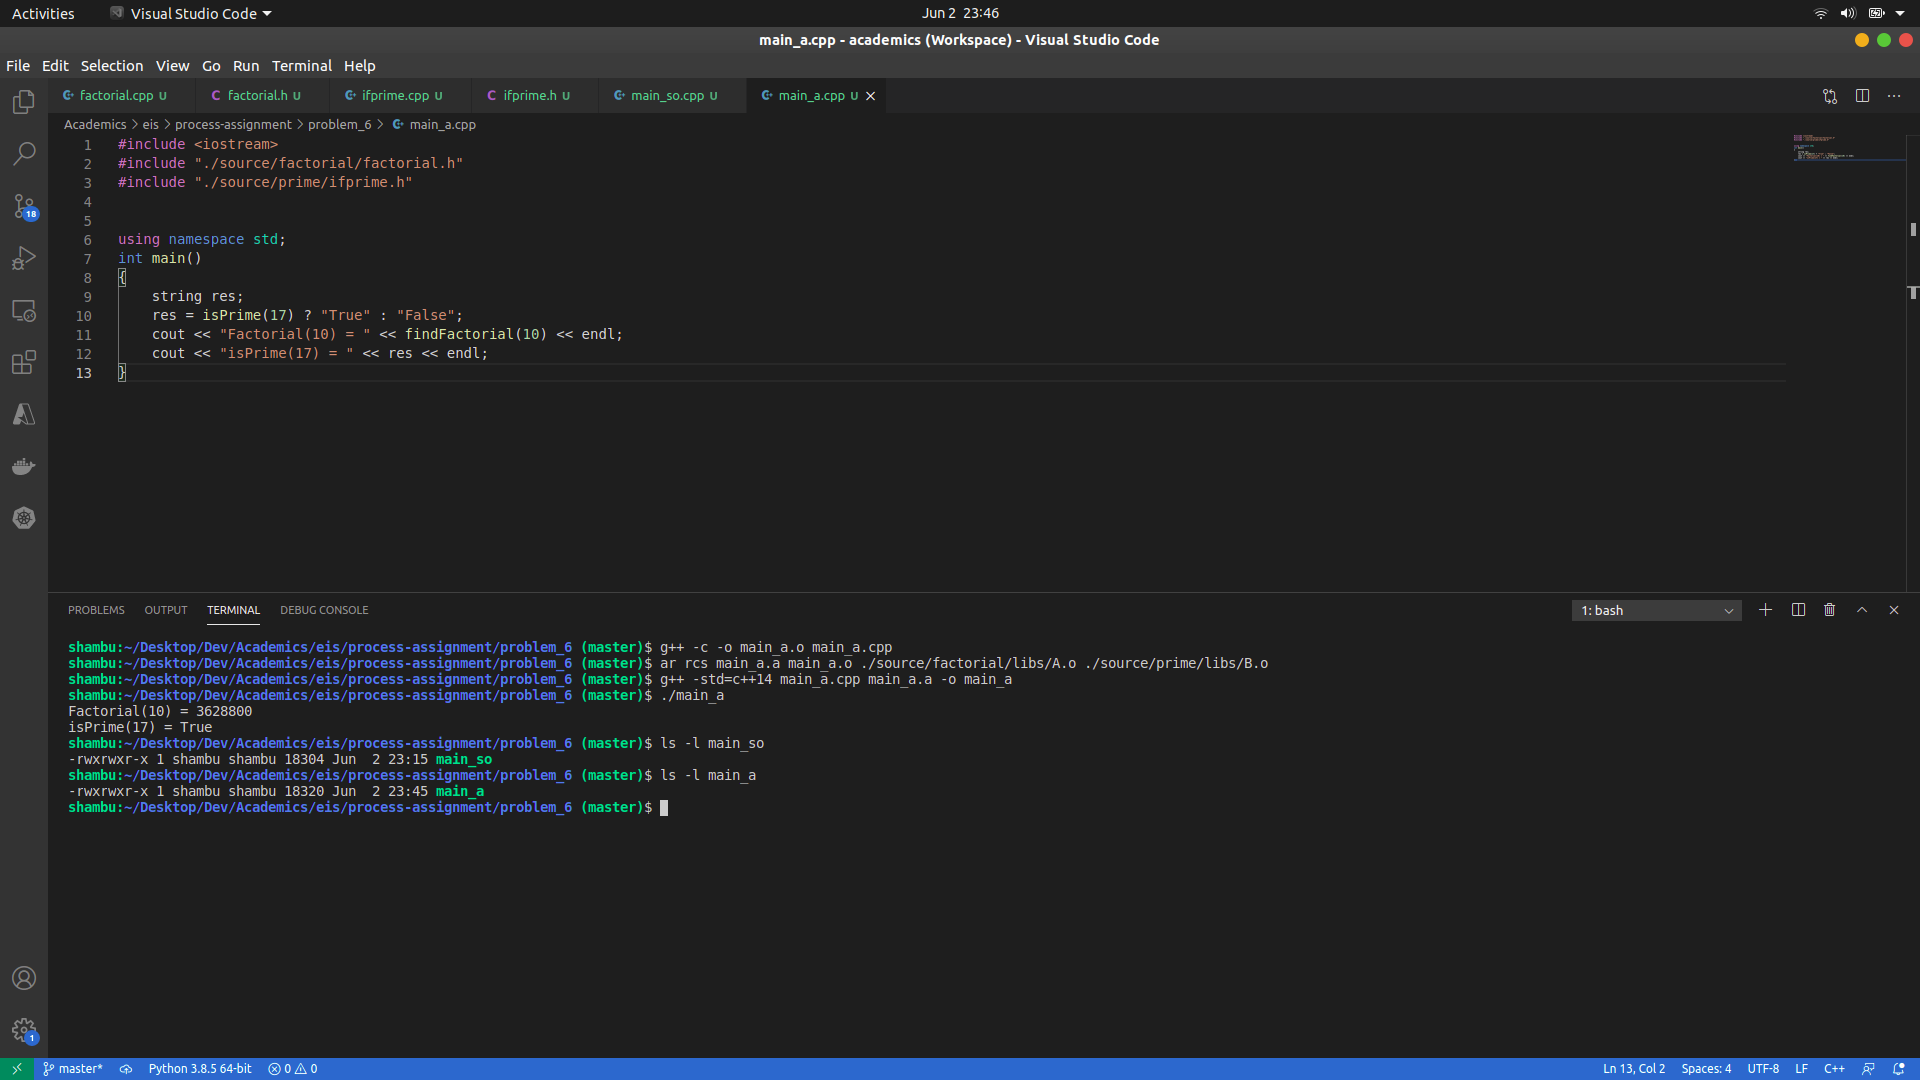 Activities Visual Studio Code Jun 2 23:46
main_a.cpp - academics (Workspace) - Visual Studio Code
File Edit Selection View Go Run Terminal Help
factorial.cpp U factorial.h U ifprime.cpp U ifprime.h U main_so.cpp U main_a.cpp U
Academics > eis > process-assignment > problem_6 > main_a.cpp
1 #include <iostream>
2 #include "./source/factorial/factorial.h"
3 #include "./source/prime/ifprime.h"
4
5
6 using namespace std;
7 int main()
8 {
9 string res;
10 res = isPrime(17) ? "True" : "False";
11 cout << "Factorial(10) = " << findFactorial(10) << endl;
12 cout << "isPrime(17) = " << res << endl;
13 }
18
PROBLEMS OUTPUT TERMINAL DEBUG CONSOLE 1: bash
shambu:~/Desktop/Dev/Academics/eis/process-assignment/problem_6 (master)$ g++ -c -o main_a.o main_a.cpp
shambu:~/Desktop/Dev/Academics/eis/process-assignment/problem_6 (master)$ ar rcs main_a.a main_a.o ./source/factorial/libs/A.o ./source/prime/libs/B.o
shambu:~/Desktop/Dev/Academics/eis/process-assignment/problem_6 (master)$ g++ -std=c++14 main_a.cpp main_a.a -o main_a
shambu:~/Desktop/Dev/Academics/eis/process-assignment/problem_6 (master)$ ./main_a
Factorial(10) = 3628800
isPrime(17) = True
shambu:~/Desktop/Dev/Academics/eis/process-assignment/problem_6 (master)$ ls -l main_so
-rwxrwxr-x 1 shambu shambu 18304 Jun  2 23:15 main_so
shambu:~/Desktop/Dev/Academics/eis/process-assignment/problem_6 (master)$ ls -l main_a
-rwxrwxr-x 1 shambu shambu 18320 Jun  2 23:45 main_a
shambu:~/Desktop/Dev/Academics/eis/process-assignment/problem_6 (master)$
1
master* Python 3.8.5 64-bit 0 0 Ln 13, Col 2 Spaces: 4 UTF-8 LF C++